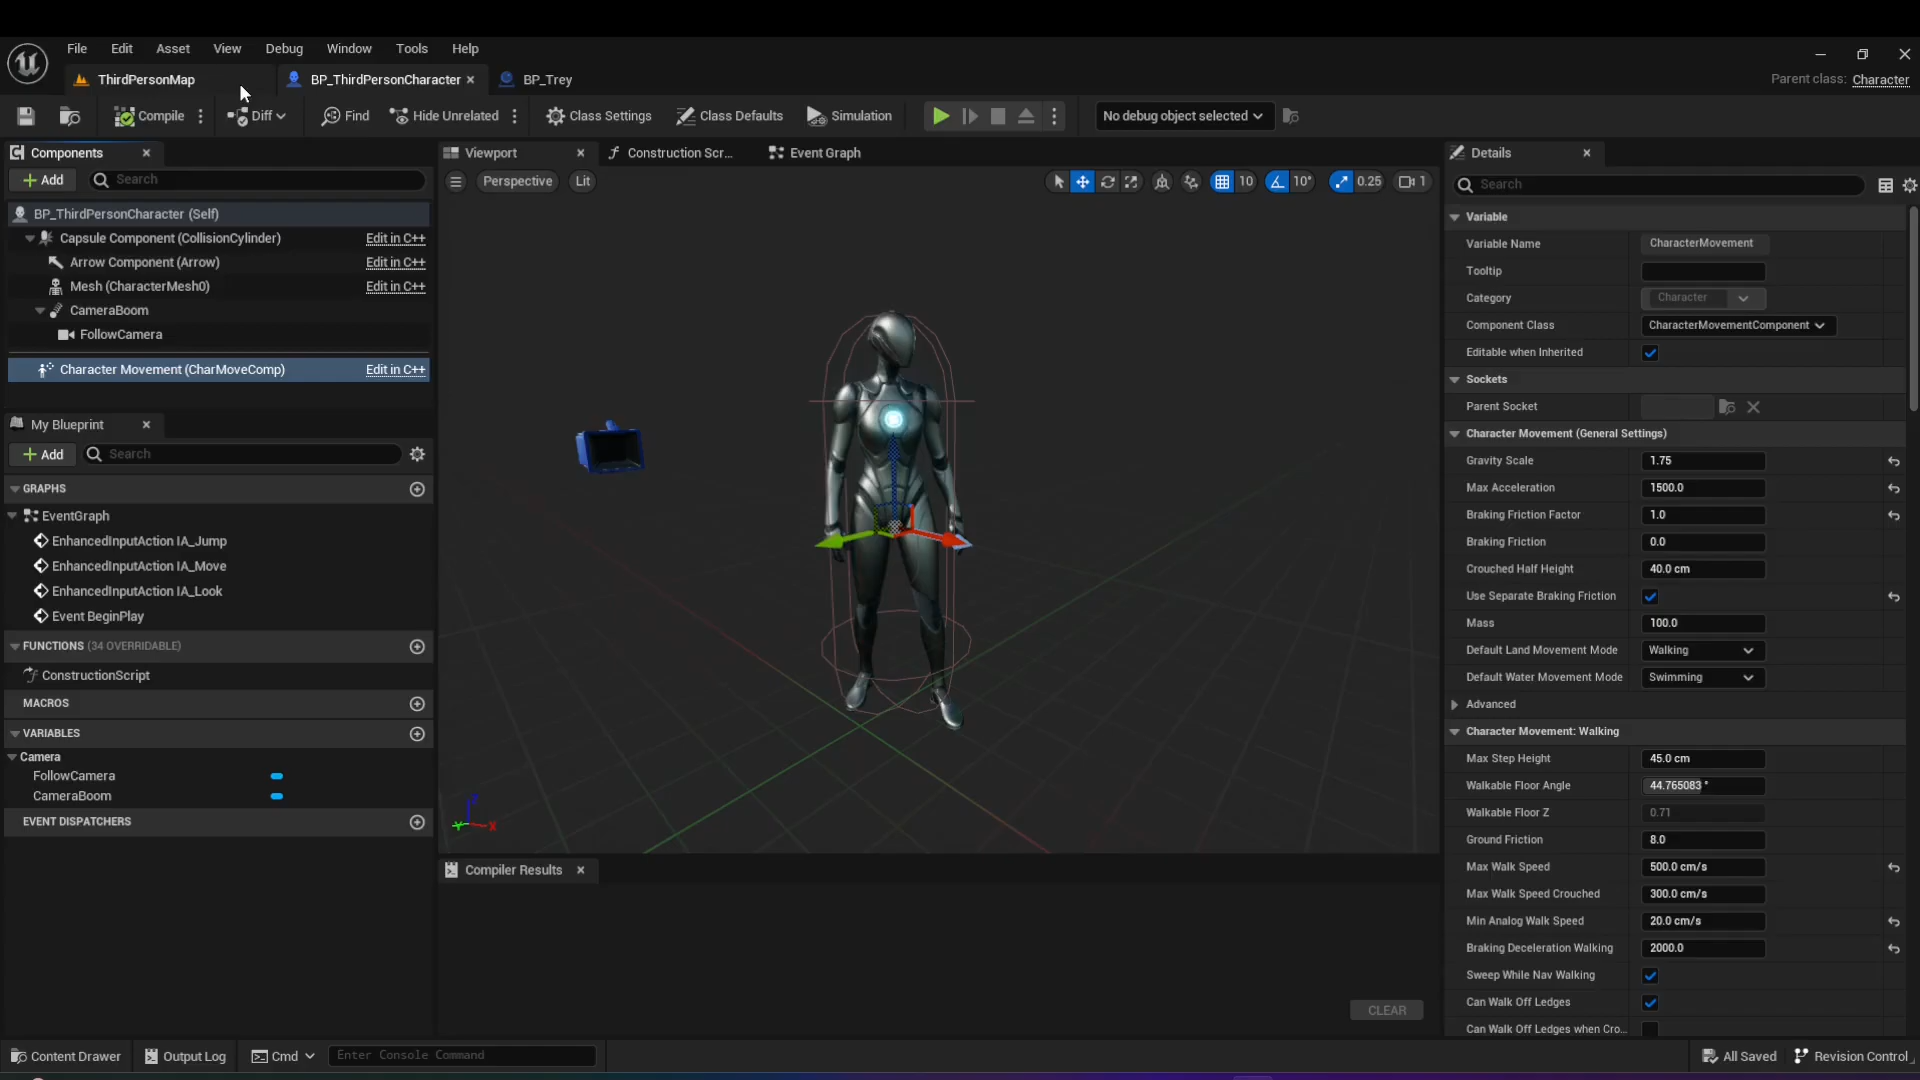 File Edit Asset View Debug Window Tools Help
ThirdPersonMap BP_ThirdPersonCharacter BP_Trey
Parent class: Character
Compile Diff Find Hide Unrelated Class Settings Class Defaults Simulation No debug object selected
Components
Add Search
BP_ThirdPersonCharacter (Self)
Capsule Component (CollisionCylinder) Edit in C++
Arrow Component (Arrow) Edit in C++
Mesh (CharacterMesh0) Edit in C++
CameraBoom
FollowCamera
Character Movement (CharMoveComp) Edit in C++
My Blueprint
Add Search
GRAPHS
EventGraph
EnhancedInputAction IA_Jump
EnhancedInputAction IA_Move
EnhancedInputAction IA_Look
Event BeginPlay
FUNCTIONS (34 OVERRIDABLE)
ConstructionScript
MACROS
VARIABLES
Camera
FollowCamera
CameraBoom
EVENT DISPATCHERS
Viewport Construction Scr... Event Graph
Perspective Lit 10 10° 0.25 1
Z
Y X
Compiler Results
CLEAR
Details
Search
Variable
Variable Name CharacterMovement
Tooltip
Category Character
Component Class CharacterMovementComponent
Editable when Inherited
Sockets
Parent Socket
Character Movement (General Settings)
Gravity Scale 1.75
Max Acceleration 1500.0
Braking Friction Factor 1.0
Braking Friction 0.0
Crouched Half Height 40.0 cm
Use Separate Braking Friction
Mass 100.0
Default Land Movement Mode Walking
Default Water Movement Mode Swimming
Advanced
Character Movement: Walking
Max Step Height 45.0 cm
Walkable Floor Angle 44.765083 °
Walkable Floor Z 0.71
Ground Friction 8.0
Max Walk Speed 500.0 cm/s
Max Walk Speed Crouched 300.0 cm/s
Min Analog Walk Speed 20.0 cm/s
Braking Deceleration Walking 2000.0
Sweep While Nav Walking
Can Walk Off Ledges
Can Walk Off Ledges when Cro...
Content Drawer Output Log Cmd Enter Console Command All Saved Revision Control